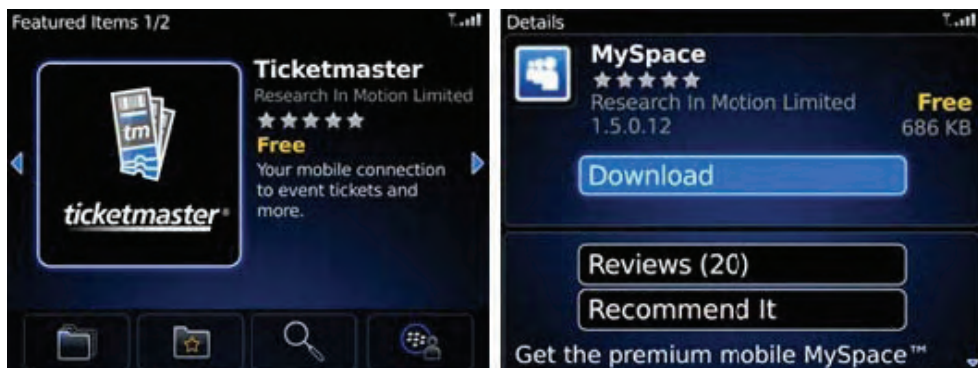 Featured Items 1/2
tm
ticketmaster®
Ticketmaster
Research In Motion Limited
Free
Your mobile connection
to event tickets and
more.
Details
MySpace
Research In Motion Limited
1.5.0.12
Free
686 KB
Download
Reviews (20)
Recommend It
Get the premium mobile MySpace™